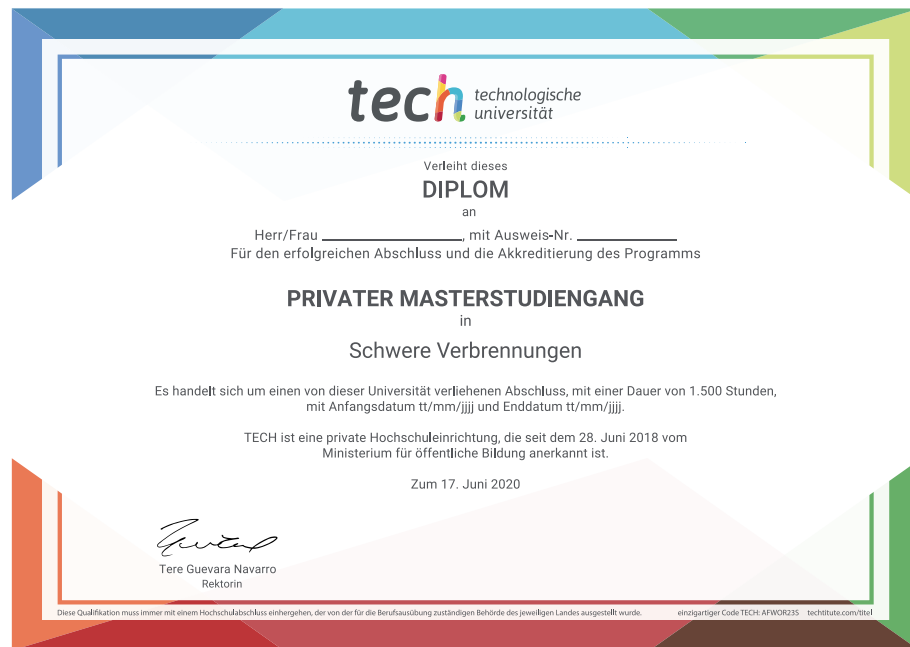 tech technologische
universität
Verleiht dieses
DIPLOM
an
Herr/Frau ____________________, mit Ausweis-Nr. ______________
Für den erfolgreichen Abschluss und die Akkreditierung des Programms
PRIVATER MASTERSTUDIENGANG
in
Schwere Verbrennungen
Es handelt sich um einen von dieser Universität verliehenen Abschluss, mit einer Dauer von 1.500 Stunden,
mit Anfangsdatum tt/mm/jjjj und Enddatum tt/mm/jjjj.
TECH ist eine private Hochschuleinrichtung, die seit dem 28. Juni 2018 vom
Ministerium für öffentliche Bildung anerkannt ist.
Zum 17. Juni 2020
Tere Guevara Navarro
Rektorin
Diese Qualifikation muss immer mit einem Hochschulabschluss einhergehen, der von der für die Berufsausübung zuständigen Behörde des jeweiligen Landes ausgestellt wurde. einzigartiger Code TECH: AFWOR23S techtitute.com/titel